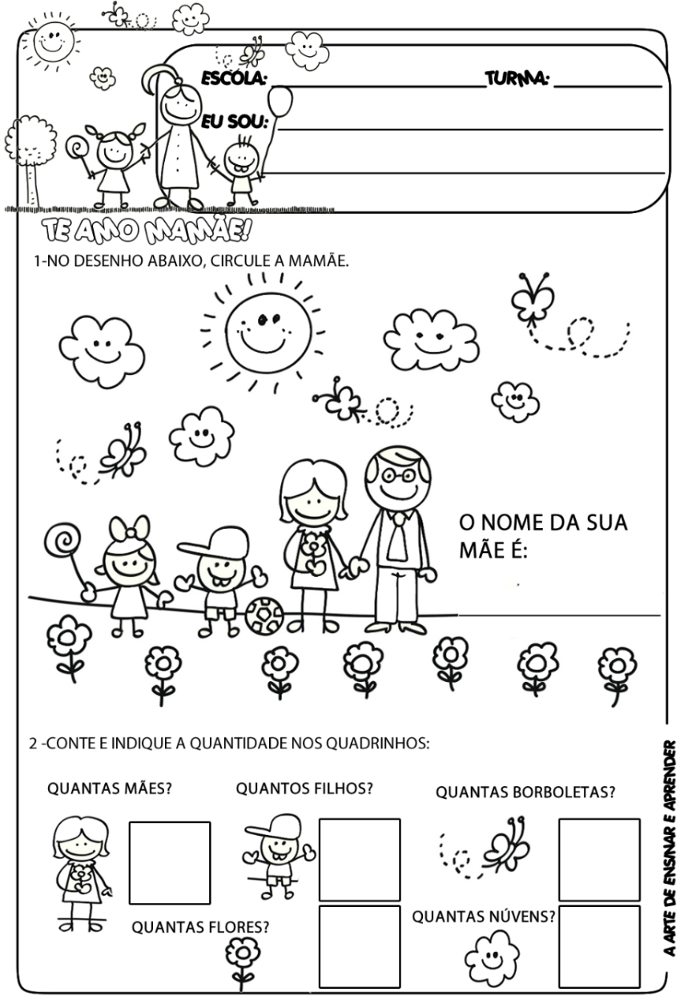 ESCOLA: TURMA:
EU SOU:
TE AMO MAMÃE!
1-NO DESENHO ABAIXO, CIRCULE A MAMÃE.
O NOME DA SUA
MÃE É:
2 -CONTE E INDIQUE A QUANTIDADE NOS QUADRINHOS:
QUANTAS MÃES? QUANTOS FILHOS? QUANTAS BORBOLETAS?
QUANTAS FLORES? QUANTAS NÚVENS?
A ARTE DE ENSINAR E APRENDER